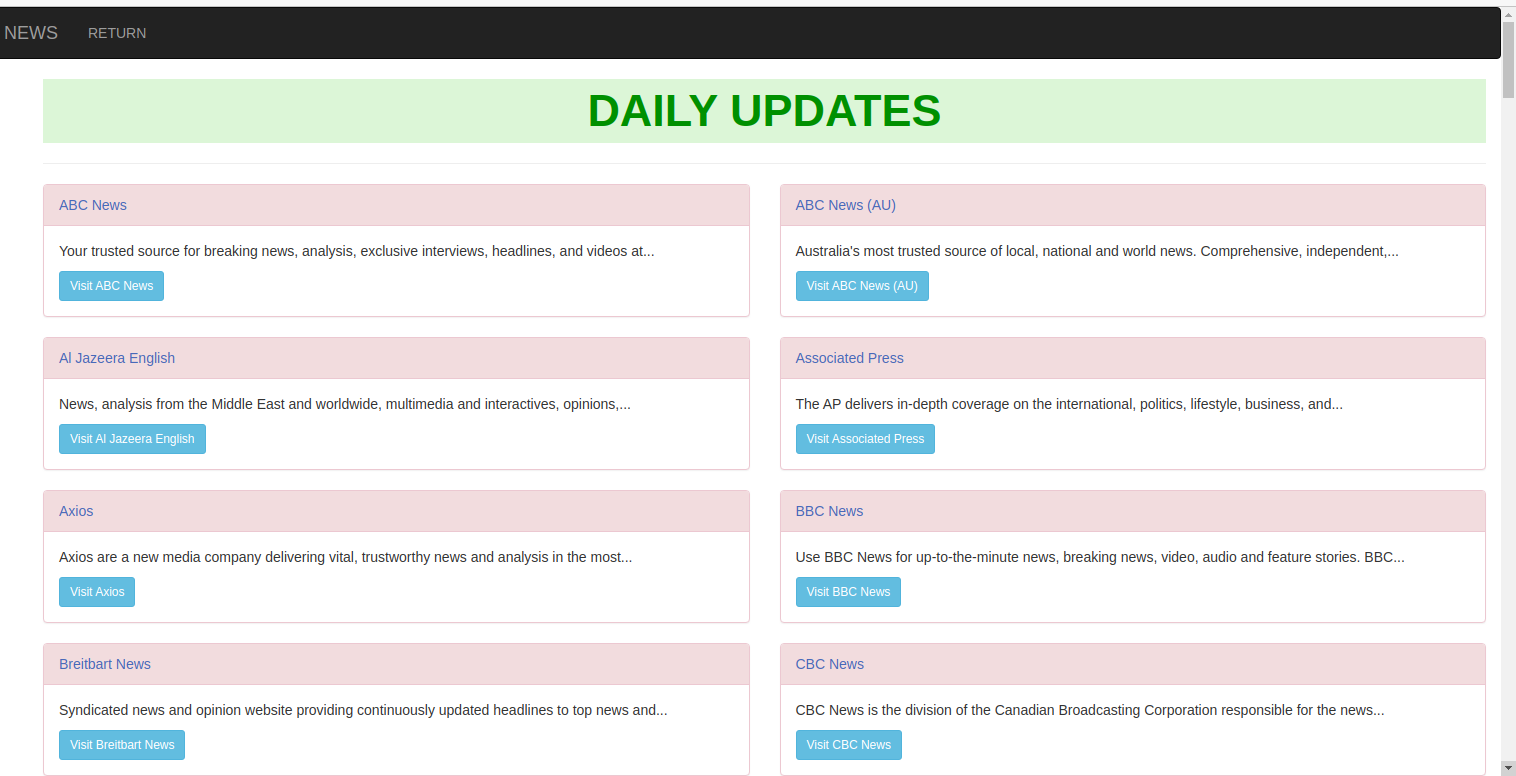 NEWS RETURN
DAILY UPDATES
ABC News
Your trusted source for breaking news, analysis, exclusive interviews, headlines, and videos at...
Visit ABC News
ABC News (AU)
Australia's most trusted source of local, national and world news. Comprehensive, independent,...
Visit ABC News (AU)
Al Jazeera English
News, analysis from the Middle East and worldwide, multimedia and interactives, opinions,...
Visit Al Jazeera English
Associated Press
The AP delivers in-depth coverage on the international, politics, lifestyle, business, and...
Visit Associated Press
Axios
Axios are a new media company delivering vital, trustworthy news and analysis in the most...
Visit Axios
BBC News
Use BBC News for up-to-the-minute news, breaking news, video, audio and feature stories. BBC...
Visit BBC News
Breitbart News
Syndicated news and opinion website providing continuously updated headlines to top news and...
Visit Breitbart News
CBC News
CBC News is the division of the Canadian Broadcasting Corporation responsible for the news...
Visit CBC News